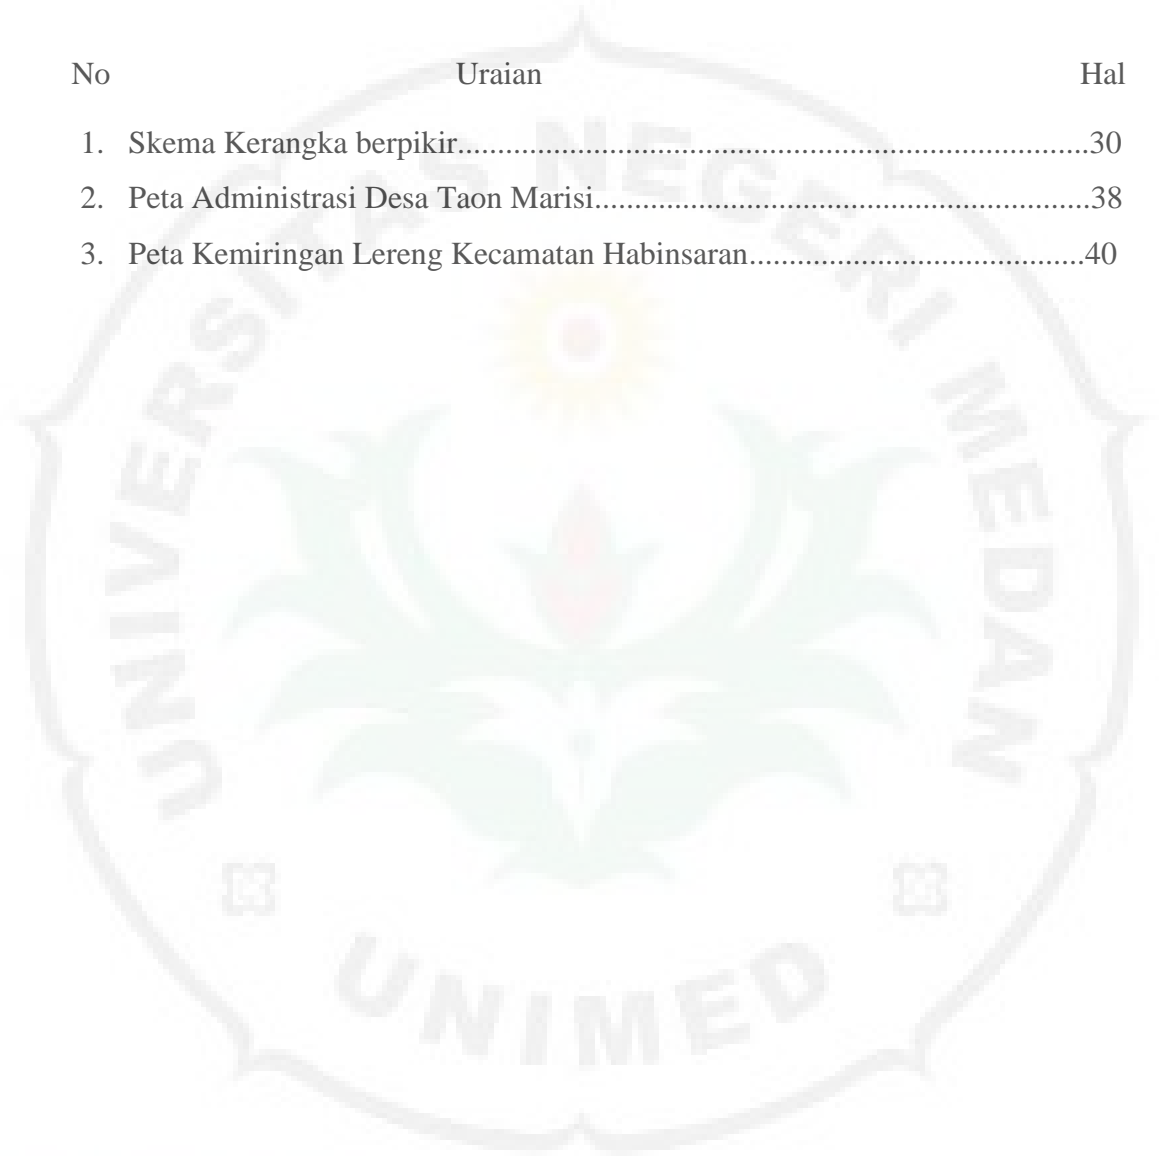 No Uraian Hal
1. Skema Kerangka berpikir...............................................................................30
2. Peta Administrasi Desa Taon Marisi..............................................................38
3. Peta Kemiringan Lereng Kecamatan Habinsaran..........................................40
UNIVERSITAS NEGERI MEDAN
UNIMED